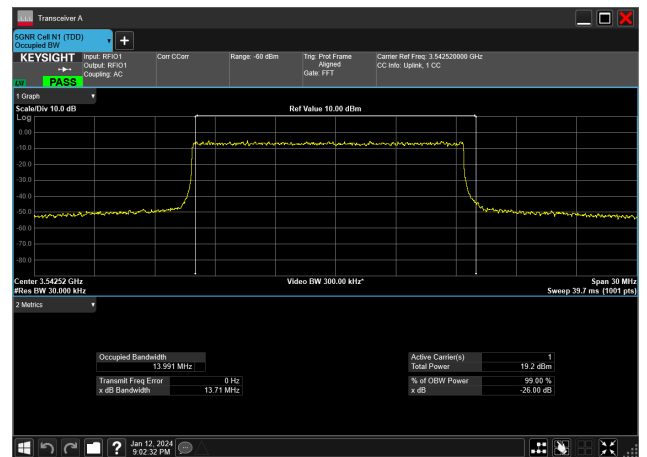 Transceiver A
5GNR Cell N1 (TDD)
Occupied BW
+
KEYSIGHT Input: RFIO1 Corr CCorr Range: -60 dBm Trig: Prot Frame Carrier Ref Freq: 3.542520000 GHz
Output: RFIO1 Aligned CC Info: Uplink, 1 CC
Coupling: AC Gate: FFT
PASS
1 Graph
Scale/Div 10.0 dB Ref Value 10.00 dBm
Log
0.00
-10.0
-20.0
-30.0
-40.0
-50.0
-60.0
-70.0
-80.0
Center 3.54252 GHz Video BW 300.00 kHz* Span 30 MHz
#Res BW 30.000 kHz Sweep 39.7 ms (1001 pts)
2 Metrics
Occupied Bandwidth Active Carrier(s) 1
13.991 MHz Total Power 19.2 dBm
Transmit Freq Error 0 Hz % of OBW Power 99.00 %
x dB Bandwidth 13.71 MHz x dB -26.00 dB
? Jan 12, 2024
9:02:32 PM